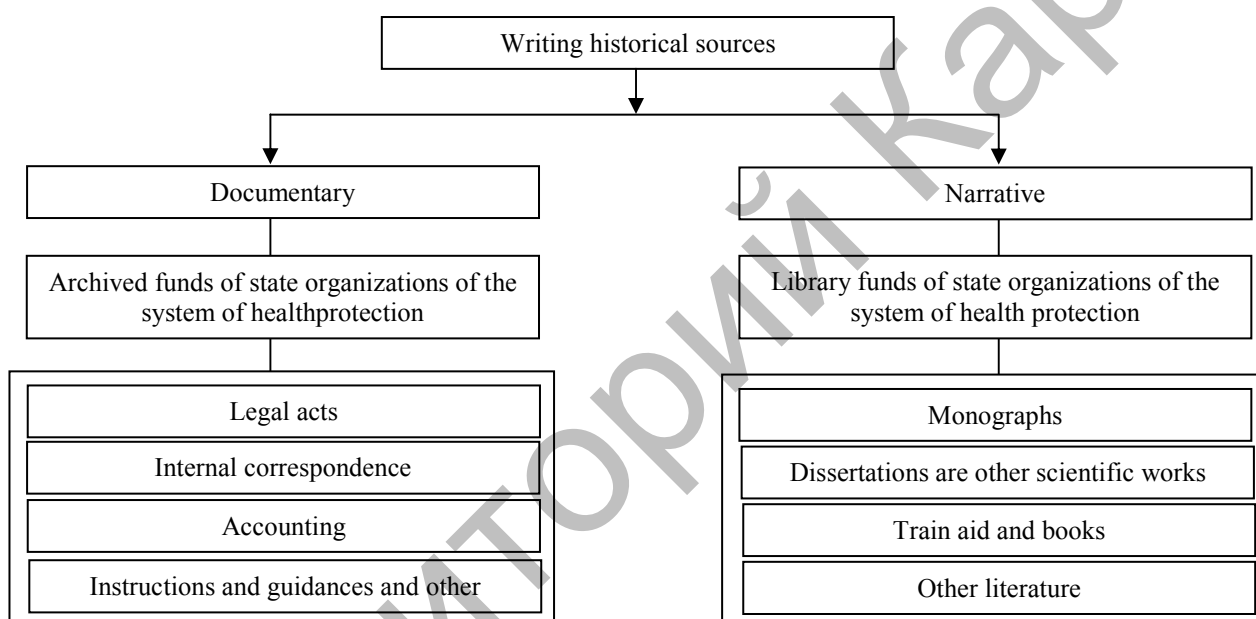 Writing historical sources
Documentary
Narrative
Archived funds of state organizations of the
system of healthprotection
Library funds of state organizations of the
system of health protection
Legal acts
Internal correspondence
Accounting
Instructions and guidances and other
Monographs
Dissertations are other scientific works
Train aid and books
Other literature
иторий Кар